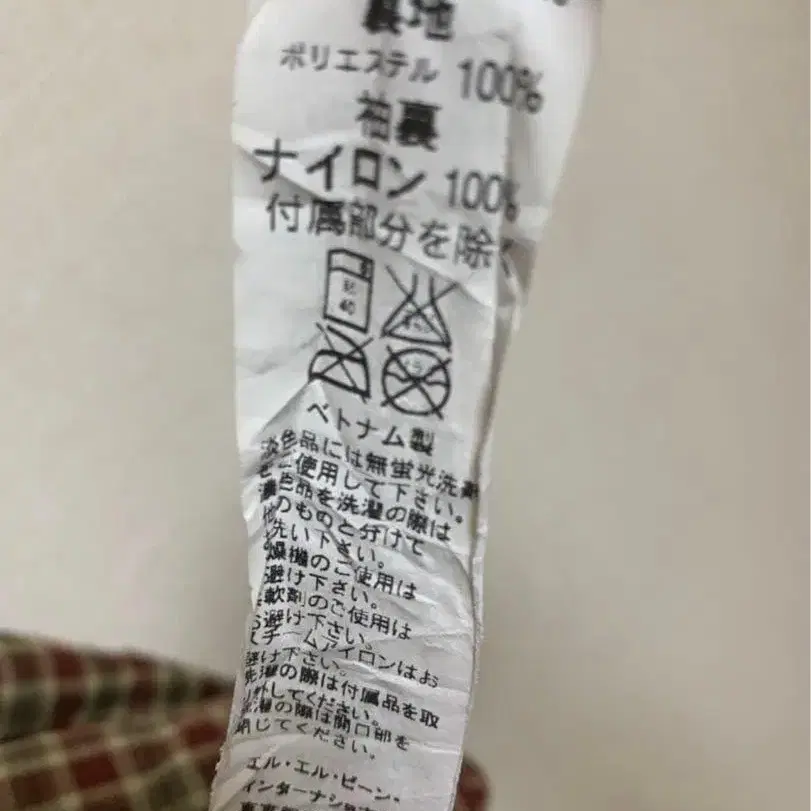 裏地
ポリエステル 100%
袖裏
ナイロン 100%
付属部分を除く
40
ベトナム製
淡色品には無蛍光洗剤
をご使用して下さい。
濃色品を洗濯の際は
他のものと分けて
洗い下さい。
燥機のご使用は
避け下さい。
柔軟剤のご使用は
お避け下さい。
スチームアイロンはお
避け下さい。
洗濯の際は付属品を取
り外してください。
洗濯の際は開口部を
閉じてください。
エル・エル・ビーン・
インターナショ